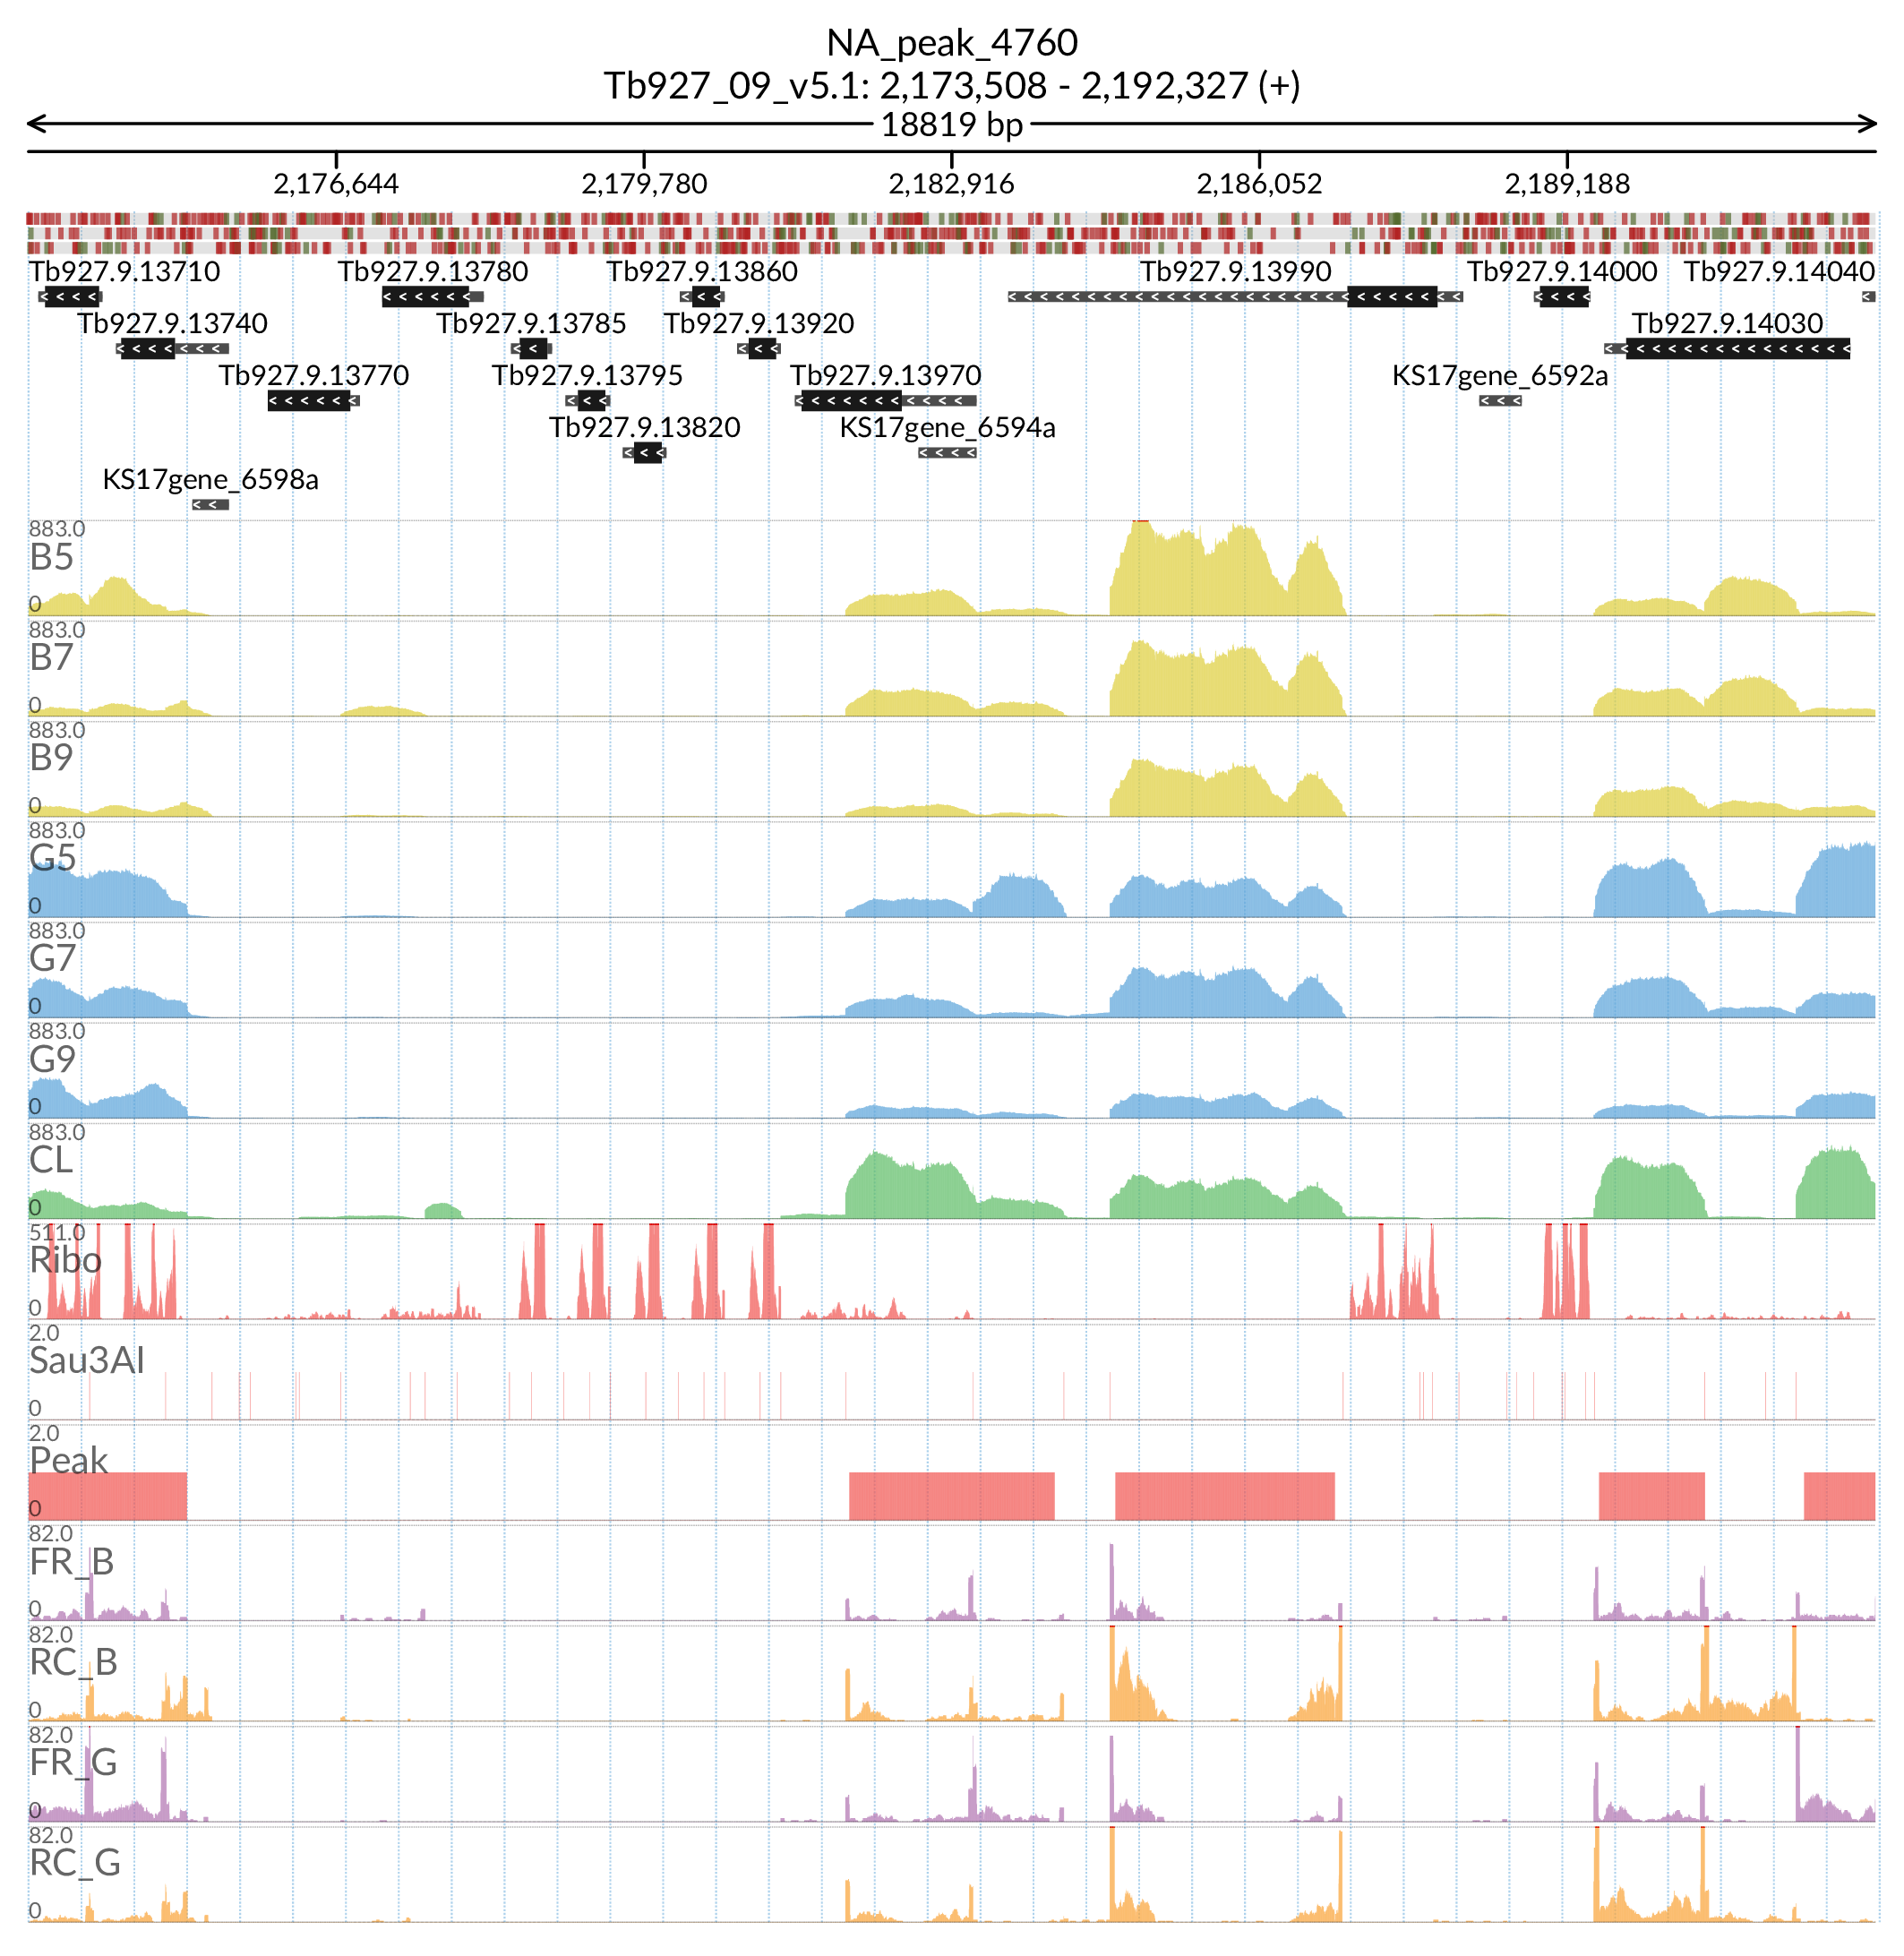 NA_peak_4760
Tb927_09_v5.1: 2,173,508 - 2,192,327 (+)
18819 bp
2,176,644 2,179,780 2,182,916 2,186,052 2,189,188
Tb927.9.13710 Tb927.9.13780 Tb927.9.13860 Tb927.9.13990 Tb927.9.14000 Tb927.9.14040
Tb927.9.13740 Tb927.9.13785 Tb927.9.13920 Tb927.9.14030
Tb927.9.13770 Tb927.9.13795 Tb927.9.13970 KS17gene_6592a
Tb927.9.13820 KS17gene_6594a
KS17gene_6598a
883.0
B5
0
883.0
B7
0
883.0
B9
0
883.0
G5
0
883.0
G7
0
883.0
G9
0
883.0
CL
0
511.0
Ribo
0
2.0
Sau3AI
0
2.0
Peak
0
82.0
FR_B
0
82.0
RC_B
0
82.0
FR_G
0
82.0
RC_G
0